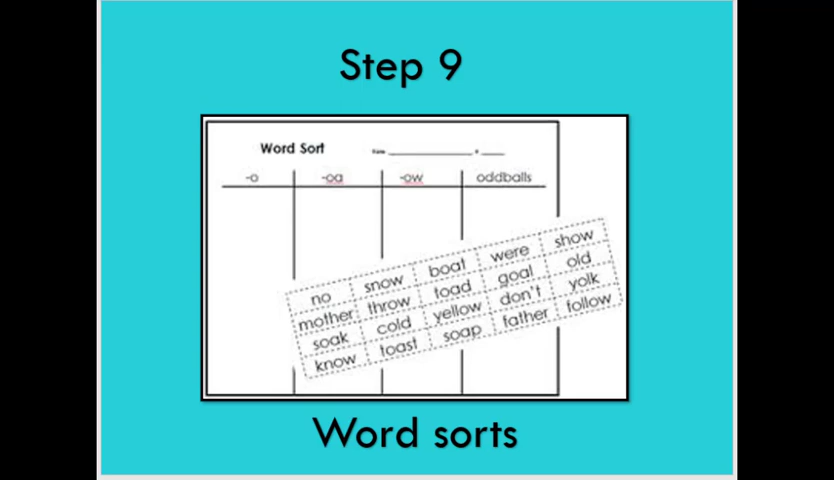 Step 9
Word Sort
-o -oa -ow oddballs
no snow boat were show
mother throw toad goal old
soak cold yellow don't yolk
know toast soap father follow
Word sorts